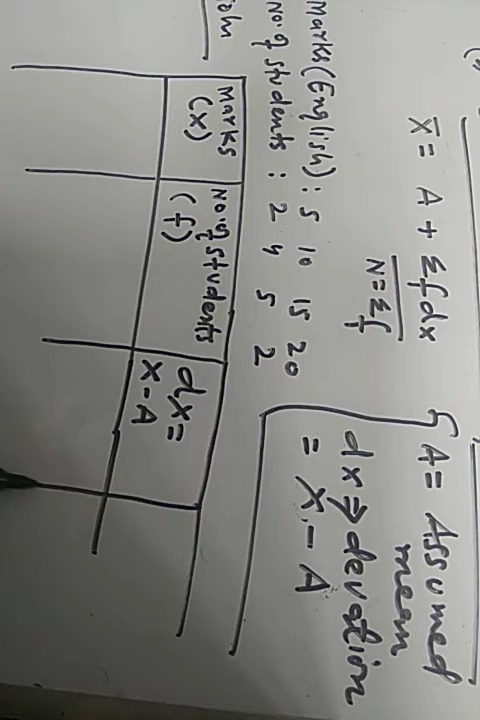 X̄ = A + Σfdx
N=Σf
{ A = Assumed
mean
dx ⇒ devation
= X - A
Marks (English) : 5 10 15 20
No. of students : 2 4 5 2
Marks
(X)
No. of students
(f)
dx =
X-A